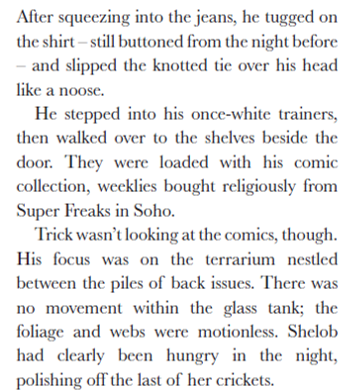 After squeezing into the jeans, he tugged on
the shirt – still buttoned from the night before
– and slipped the knotted tie over his head
like a noose.
He stepped into his once-white trainers,
then walked over to the shelves beside the
door. They were loaded with his comic
collection, weeklies bought religiously from
Super Freaks in Soho.
Trick wasn’t looking at the comics, though.
His focus was on the terrarium nestled
between the piles of back issues. There was
no movement within the glass tank; the
foliage and webs were motionless. Shelob
had clearly been hungry in the night,
polishing off the last of her crickets.